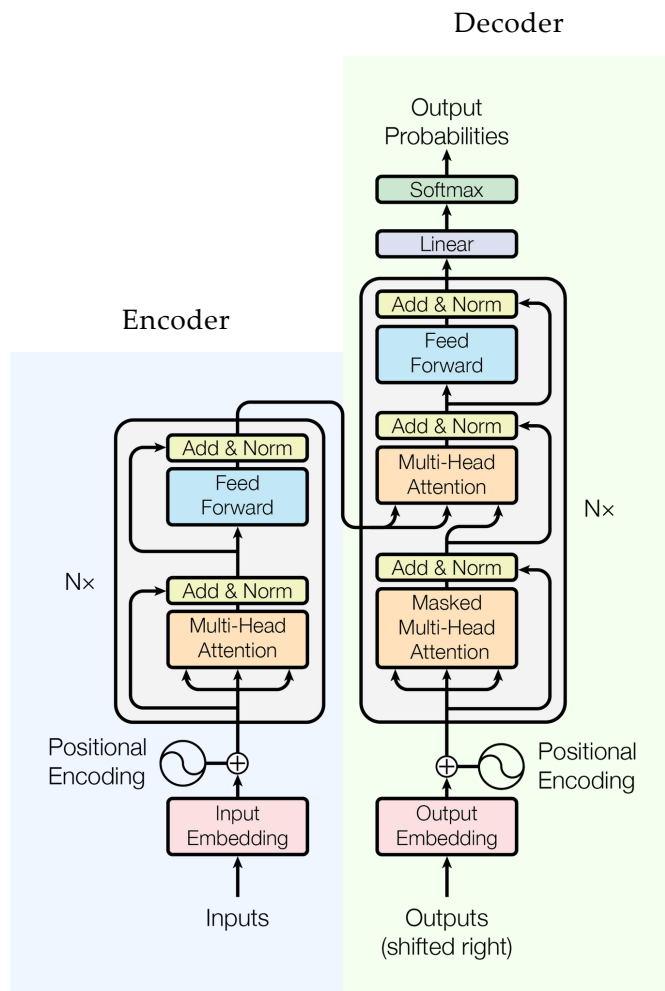 Decoder
Output
Probabilities
Softmax
Linear
Add & Norm
Feed
Forward
Add & Norm
Multi-Head
Attention
Add & Norm
Masked
Multi-Head
Attention
N×
Positional
Encoding
Output
Embedding
Outputs
(shifted right)
Encoder
Add & Norm
Feed
Forward
Add & Norm
Multi-Head
Attention
N×
Positional
Encoding
Input
Embedding
Inputs